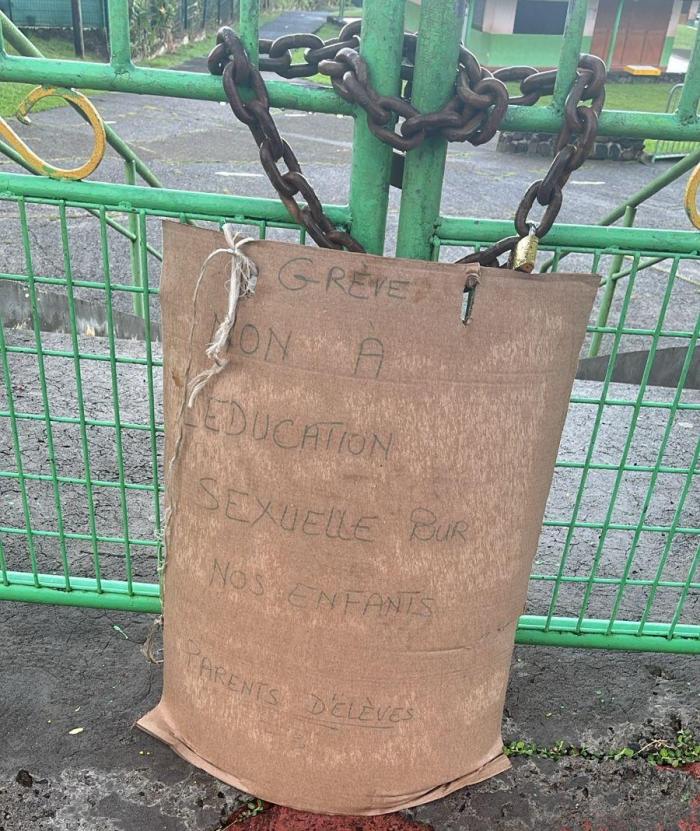 GRÈVE
NON À
L'EDUCATION
SEXUELLE POUR
NOS ENFANTS
PARENTS D'ÉLÈVES